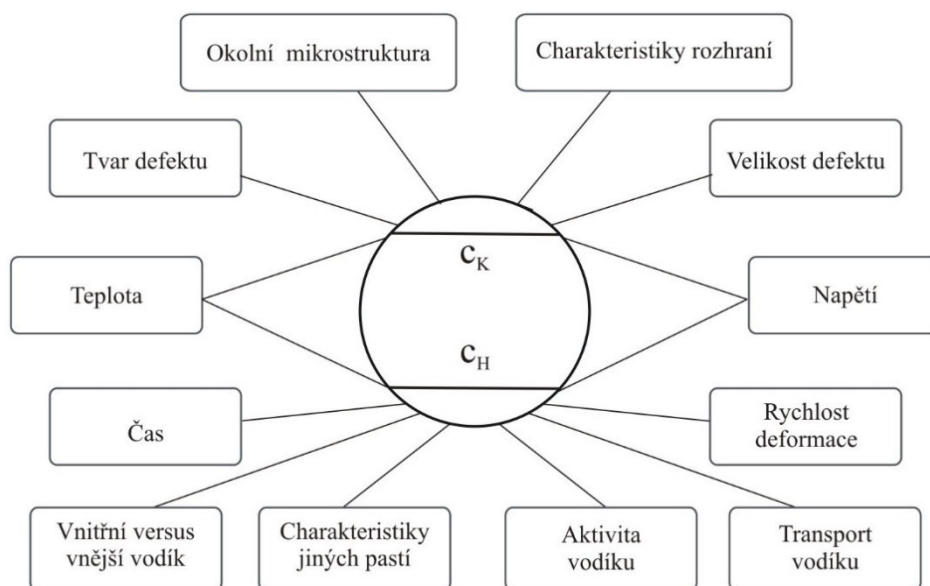 Okolní mikrostruktura
Charakteristiky rozhraní
Tvar defektu
Velikost defektu
c_K
Teplota
Napětí
c_H
Čas
Rychlost
deformace
Vnitřní versus
vnější vodík
Charakteristiky
jiných pastí
Aktivita
vodíku
Transport
vodíku